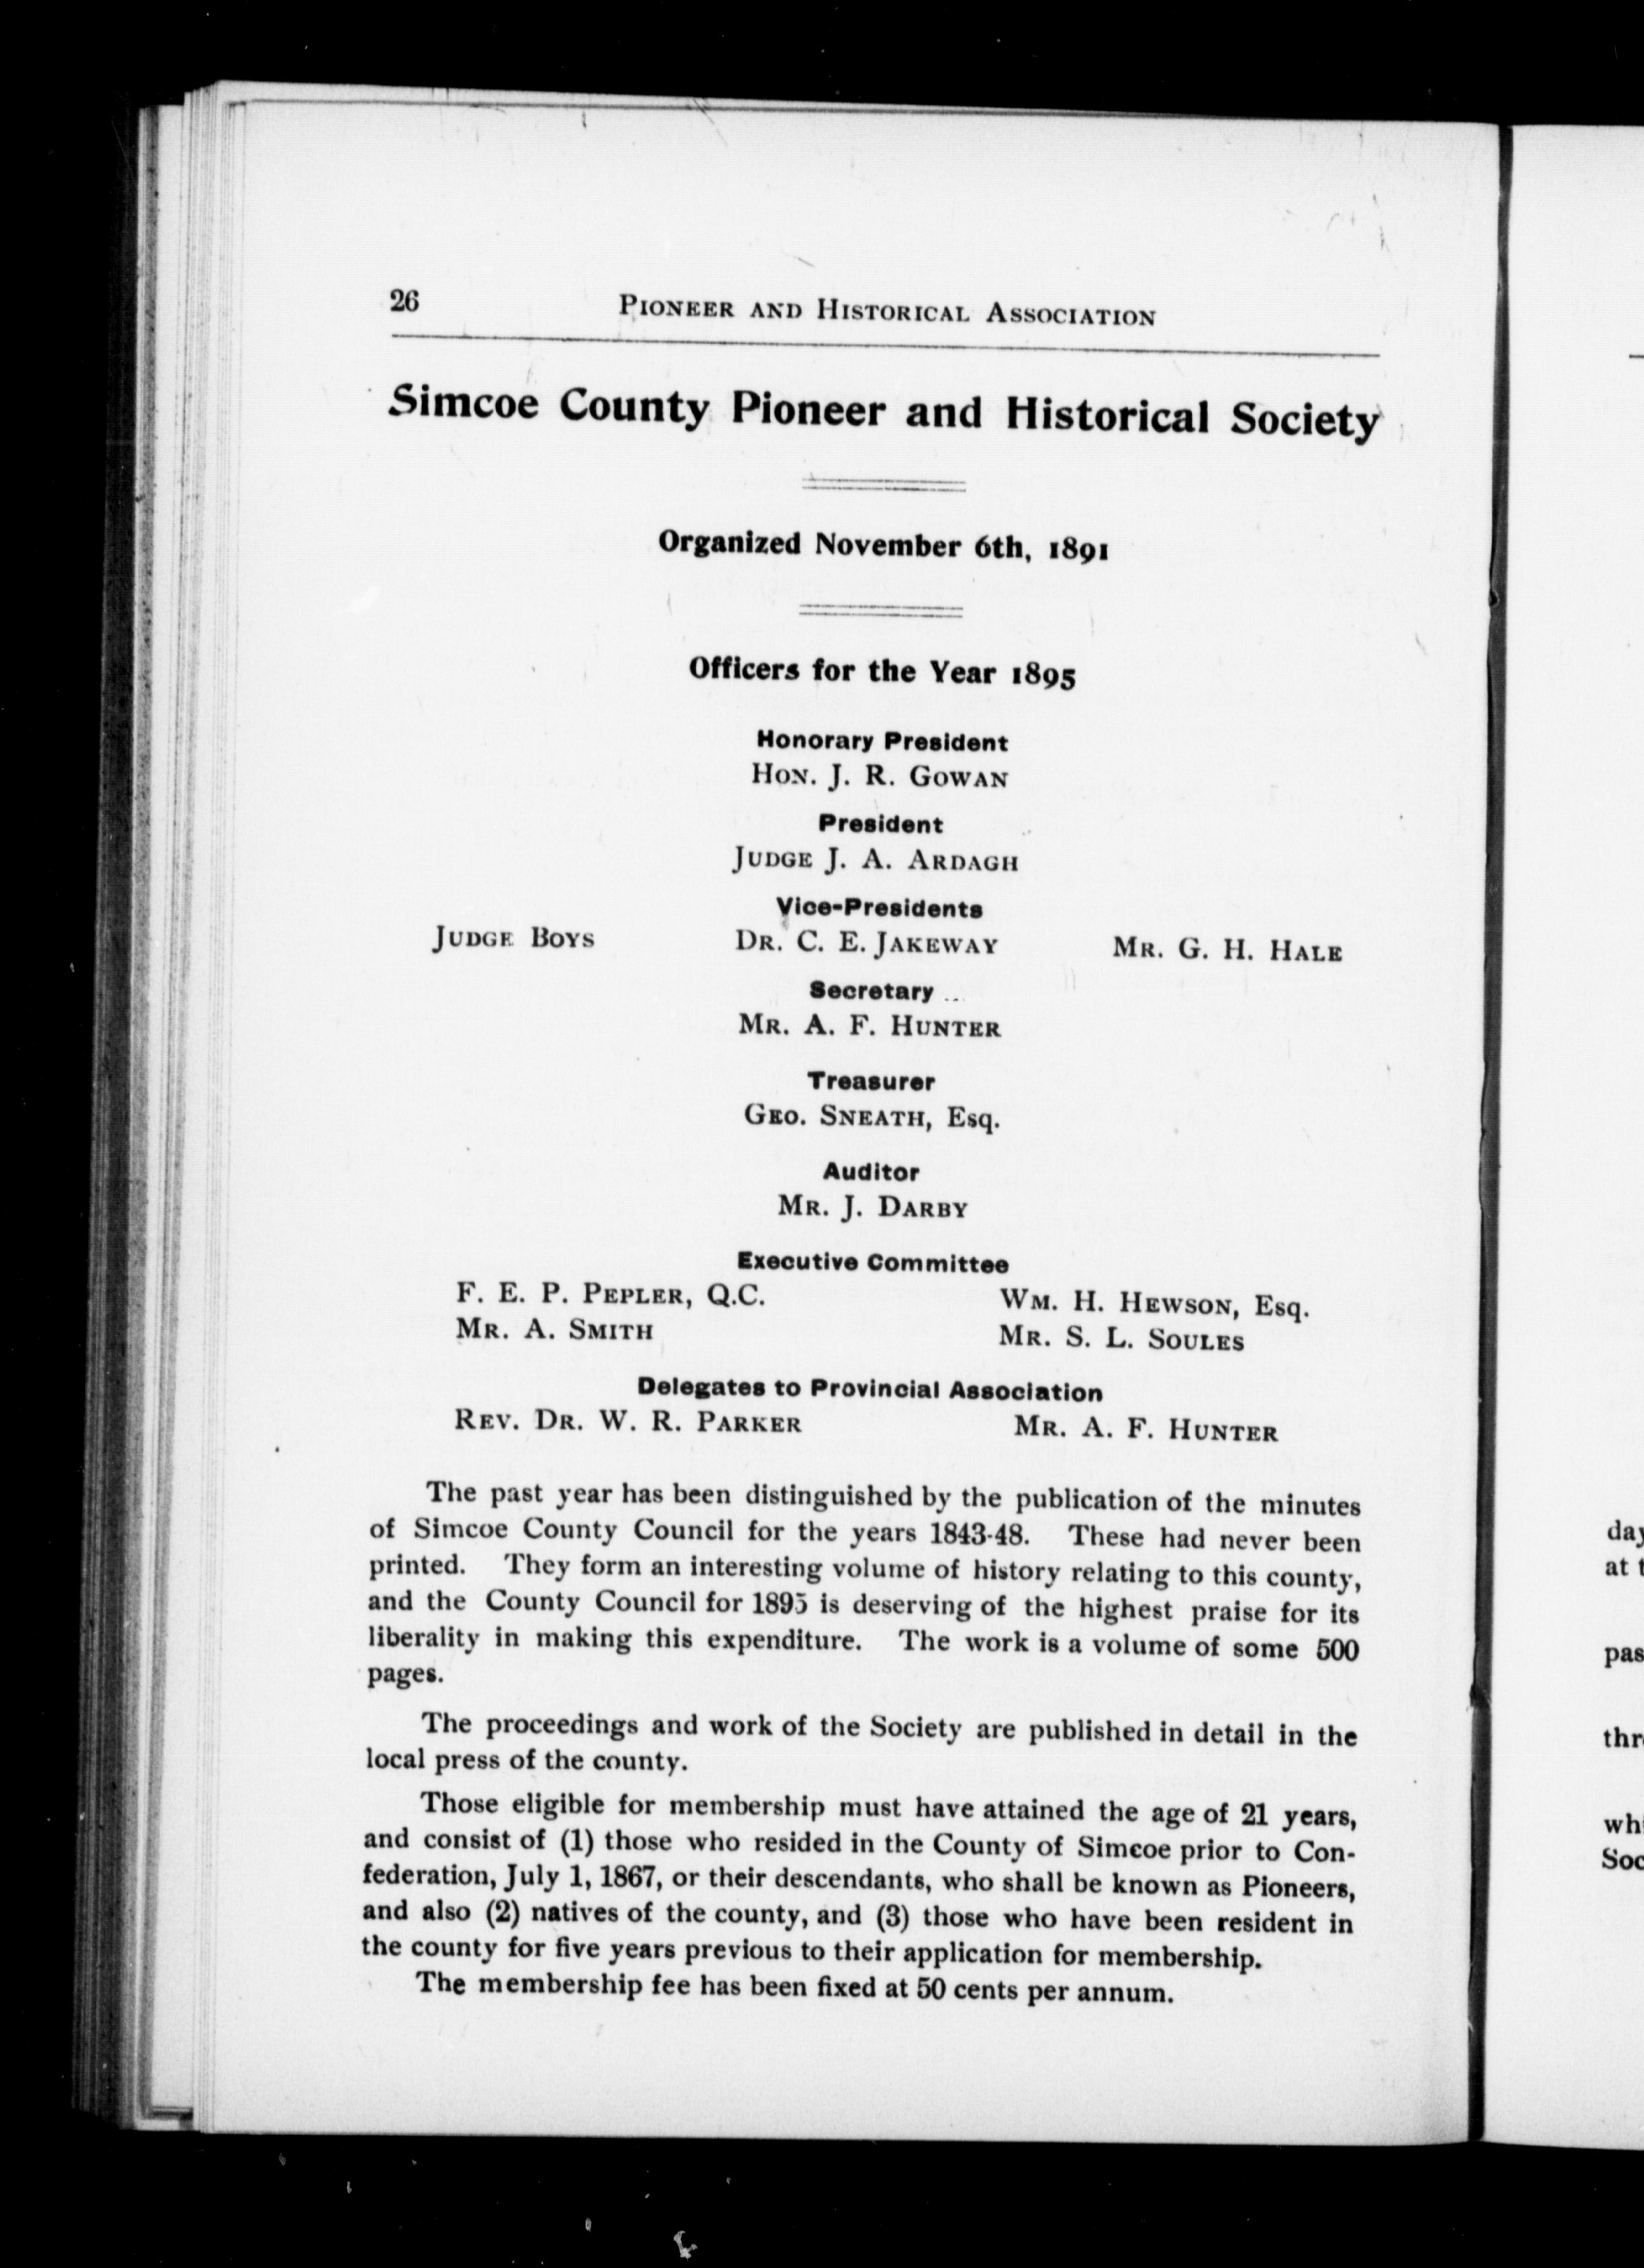 26 PIONEER AND HISTORICAL ASSOCIATION
Simcoe County Pioneer and Historical Society
Organized November 6th, 1891
Officers for the Year 1895
Honorary President
HON. J. R. GOWAN
President
JUDGE J. A. ARDAGH
Vice-Presidents
JUDGE BOYS DR. C. E. JAKEWAY MR. G. H. HALE
Secretary
MR. A. F. HUNTER
Treasurer
GEO. SNEATH, Esq.
Auditor
MR. J. DARBY
Executive Committee
F. E. P. PEPLER, Q.C. WM. H. HEWSON, Esq.
MR. A. SMITH MR. S. L. SOULES
Delegates to Provincial Association
REV. DR. W. R. PARKER MR. A. F. HUNTER
The past year has been distinguished by the publication of the minutes
of Simcoe County Council for the years 1843-48. These had never been
printed. They form an interesting volume of history relating to this county,
and the County Council for 1895 is deserving of the highest praise for its
liberality in making this expenditure. The work is a volume of some 500
pages.
The proceedings and work of the Society are published in detail in the
local press of the county.
Those eligible for membership must have attained the age of 21 years,
and consist of (1) those who resided in the County of Simcoe prior to Con-
federation, July 1, 1867, or their descendants, who shall be known as Pioneers,
and also (2) natives of the county, and (3) those who have been resident in
the county for five years previous to their application for membership.
The membership fee has been fixed at 50 cents per annum.